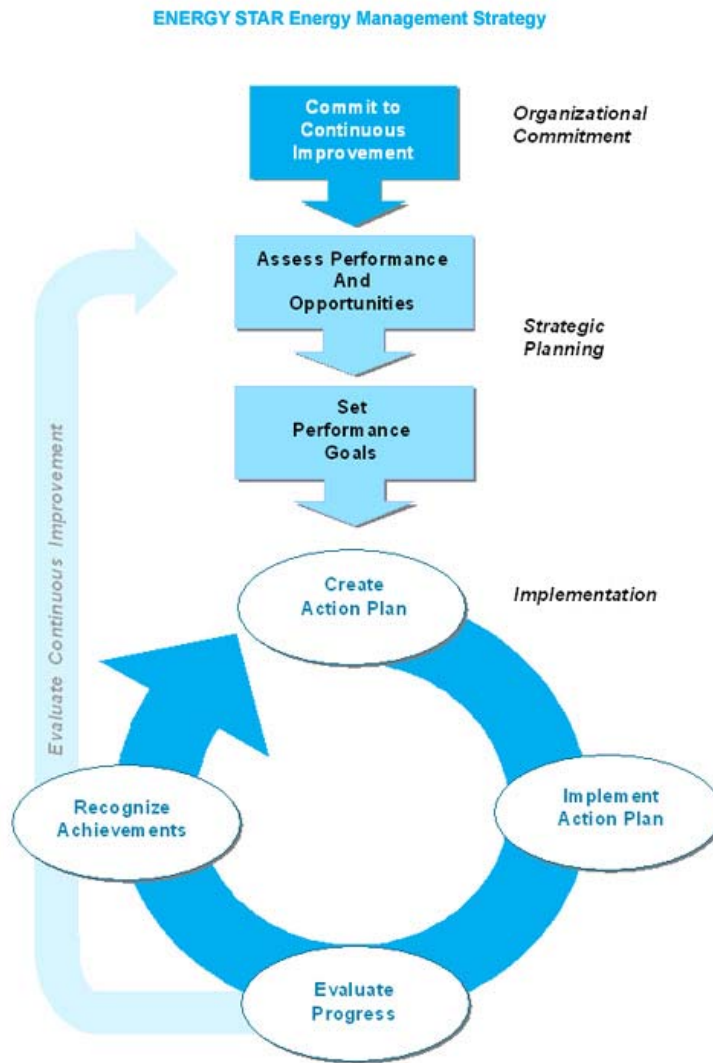 ENERGY STAR Energy Management Strategy
Commit to
Continuous
Improvement
Organizational
Commitment
Assess Performance
And
Opportunities
Strategic
Planning
Set
Performance
Goals
Evaluate Continuous Improvement
Create
Action Plan
Implementation
Implement
Action Plan
Recognize
Achievements
Evaluate
Progress